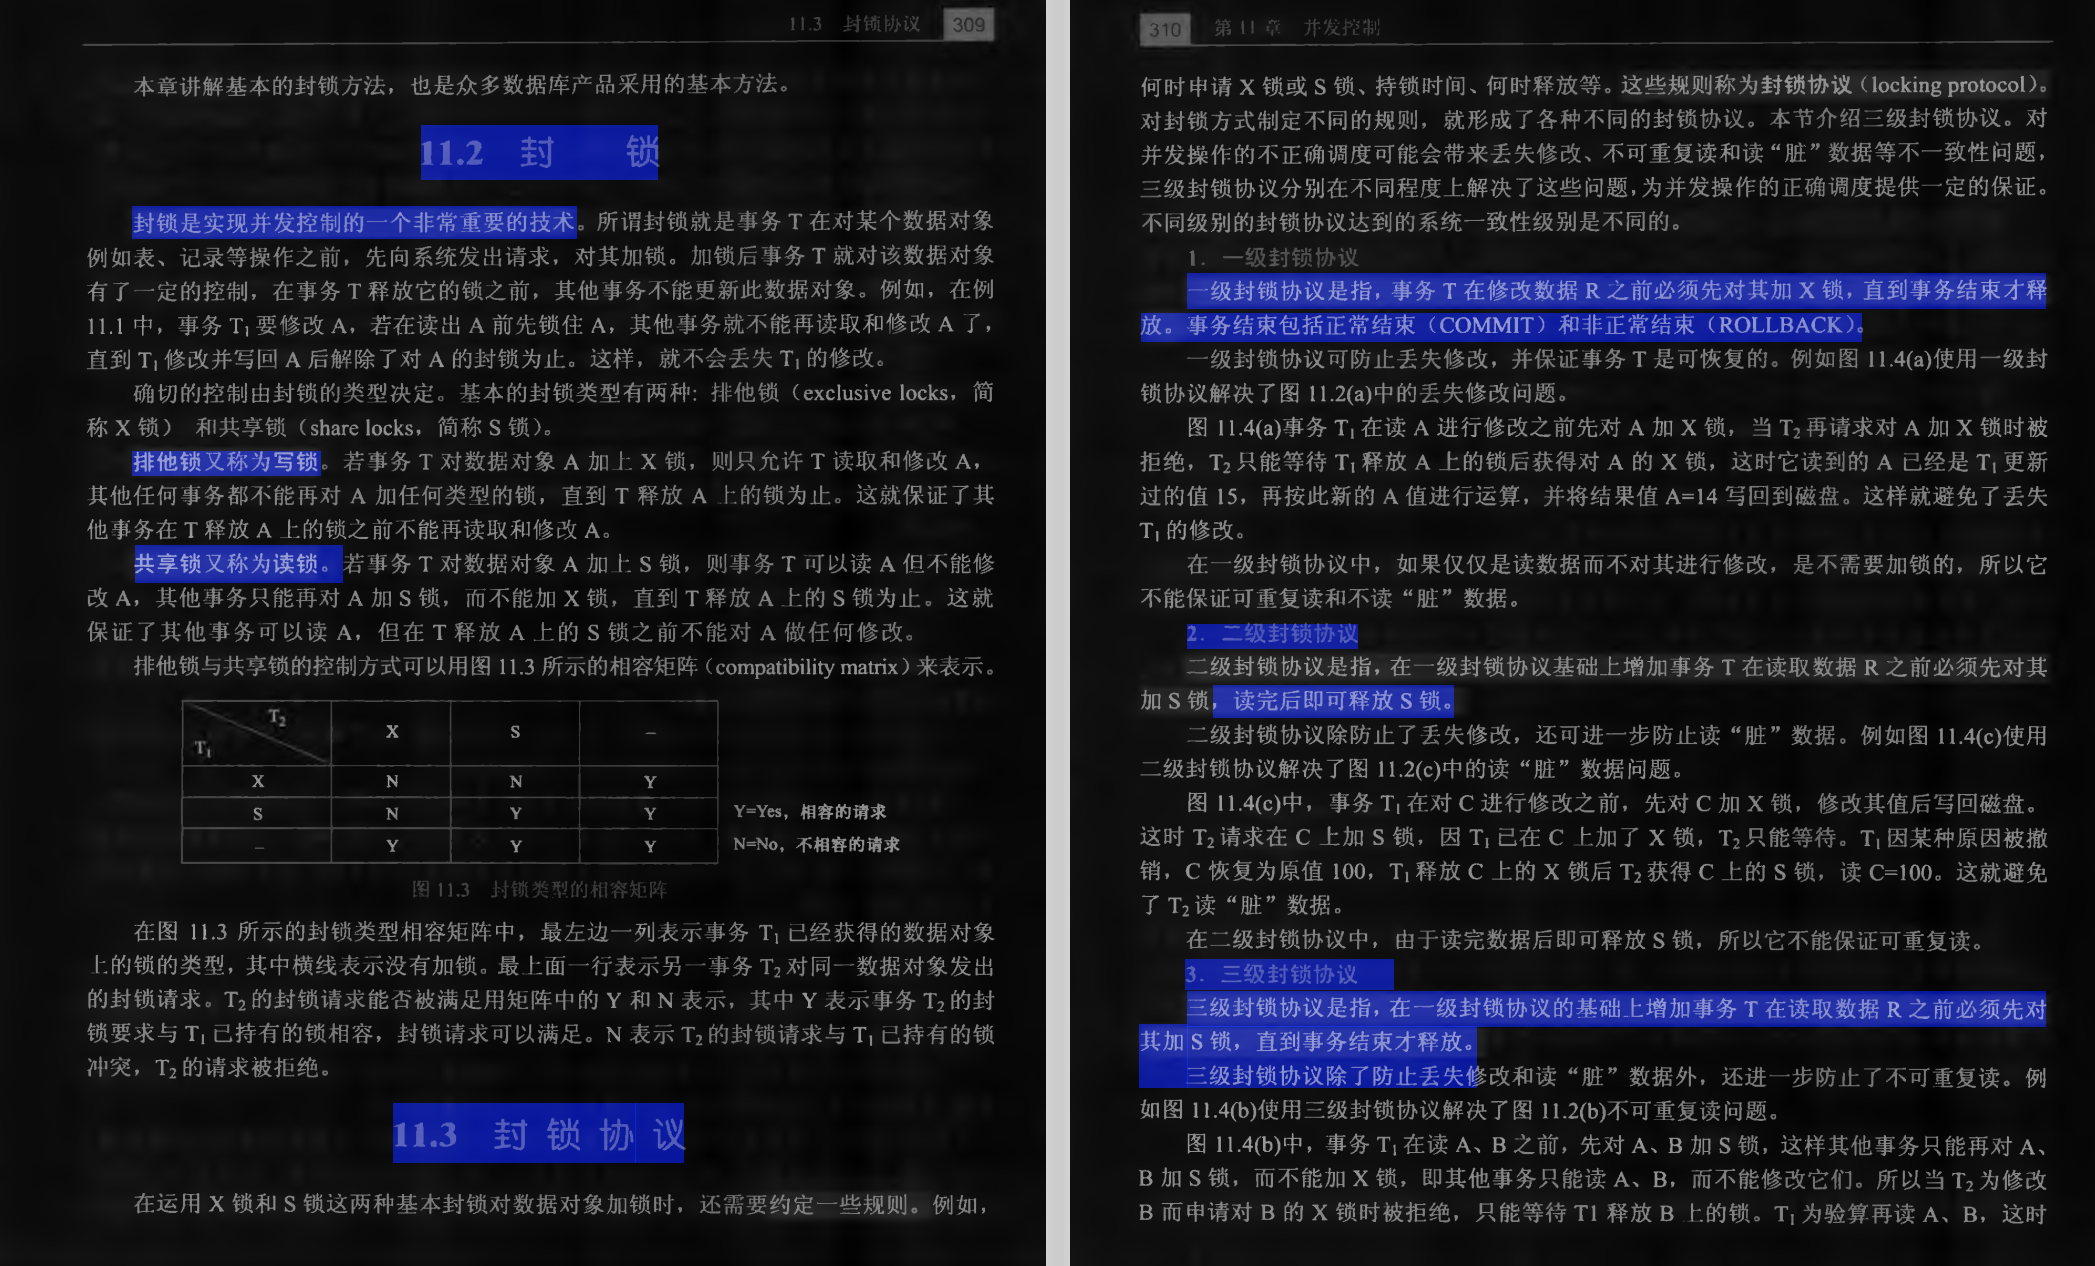 11.3 封锁协议 309
本章讲解基本的封锁方法，也是众多数据库产品采用的基本方法。
11.2 封 锁
封锁是实现并发控制的一个非常重要的技术。所谓封锁就是事务 T 在对某个数据对象
例如表、记录等操作之前，先向系统发出请求，对其加锁。加锁后事务 T 就对该数据对象
有了一定的控制，在事务 T 释放它的锁之前，其他事务不能更新此数据对象。例如，在例
11.1 中，事务 T₁要修改 A，若在读出 A 前先锁住 A，其他事务就不能再读取和修改 A 了，
直到 T₁修改并写回 A 后解除了对 A 的封锁为止。这样，就不会丢失 T₁的修改。
确切的控制由封锁的类型决定。基本的封锁类型有两种: 排他锁（exclusive locks，简
称 X 锁） 和共享锁（share locks，简称 S 锁）。
排他锁又称为写锁。若事务 T 对数据对象 A 加上 X 锁，则只允许 T 读取和修改 A，
其他任何事务都不能再对 A 加任何类型的锁，直到 T 释放 A 上的锁为止。这就保证了其
他事务在 T 释放 A 上的锁之前不能再读取和修改 A。
共享锁又称为读锁。若事务 T 对数据对象 A 加上 S 锁，则事务 T 可以读 A 但不能修
改 A，其他事务只能再对 A 加 S 锁，而不能加 X 锁，直到 T 释放 A 上的 S 锁为止。这就
保证了其他事务可以读 A，但在 T 释放 A 上的 S 锁之前不能对 A 做任何修改。
排他锁与共享锁的控制方式可以用图 11.3 所示的相容矩阵（compatibility matrix）来表示。
T₂ T₁ X S –
X N N Y
S N Y Y Y=Yes，相容的请求
– Y Y Y N=No，不相容的请求
图 11.3 封锁类型的相容矩阵
在图 11.3 所示的封锁类型相容矩阵中，最左边一列表示事务 T₁已经获得的数据对象
上的锁的类型，其中横线表示没有加锁。最上面一行表示另一事务 T₂对同一数据对象发出
的封锁请求。T₂的封锁请求能否被满足用矩阵中的 Y 和 N 表示，其中 Y 表示事务 T₂的封
锁要求与 T₁已持有的锁相容，封锁请求可以满足。N 表示 T₂的封锁请求与 T₁已持有的锁
冲突，T₂的请求被拒绝。
11.3 封 锁 协 议
在运用 X 锁和 S 锁这两种基本封锁对数据对象加锁时，还需要约定一些规则。例如，
310 第 11 章 并发控制
何时申请 X 锁或 S 锁、持锁时间、何时释放等。这些规则称为封锁协议（locking protocol）。
对封锁方式制定不同的规则，就形成了各种不同的封锁协议。本节介绍三级封锁协议。对
并发操作的不正确调度可能会带来丢失修改、不可重复读和读“脏”数据等不一致性问题，
三级封锁协议分别在不同程度上解决了这些问题，为并发操作的正确调度提供一定的保证。
不同级别的封锁协议达到的系统一致性级别是不同的。
1．一级封锁协议
一级封锁协议是指，事务 T 在修改数据 R 之前必须先对其加 X 锁，直到事务结束才释
放。事务结束包括正常结束（COMMIT）和非正常结束（ROLLBACK）。
一级封锁协议可防止丢失修改，并保证事务 T 是可恢复的。例如图 11.4(a)使用一级封
锁协议解决了图 11.2(a)中的丢失修改问题。
图 11.4(a)事务 T₁在读 A 进行修改之前先对 A 加 X 锁，当 T₂再请求对 A 加 X 锁时被
拒绝，T₂只能等待 T₁释放 A 上的锁后获得对 A 的 X 锁，这时它读到的 A 已经是 T₁更新
过的值 15，再按此新的 A 值进行运算，并将结果值 A=14 写回到磁盘。这样就避免了丢失
T₁的修改。
在一级封锁协议中，如果仅仅是读数据而不对其进行修改，是不需要加锁的，所以它
不能保证可重复读和不读“脏”数据。
2．二级封锁协议
二级封锁协议是指，在一级封锁协议基础上增加事务 T 在读取数据 R 之前必须先对其
加 S 锁，读完后即可释放 S 锁。
二级封锁协议除防止了丢失修改，还可进一步防止读“脏”数据。例如图 11.4(c)使用
二级封锁协议解决了图 11.2(c)中的读“脏”数据问题。
图 11.4(c)中，事务 T₁在对 C 进行修改之前，先对 C 加 X 锁，修改其值后写回磁盘。
这时 T₂请求在 C 上加 S 锁，因 T₁已在 C 上加了 X 锁，T₂只能等待。T₁因某种原因被撤
销，C 恢复为原值 100，T₁释放 C 上的 X 锁后 T₂获得 C 上的 S 锁，读 C=100。这就避免
了 T₂读“脏”数据。
在二级封锁协议中，由于读完数据后即可释放 S 锁，所以它不能保证可重复读。
3．三级封锁协议
三级封锁协议是指，在一级封锁协议的基础上增加事务 T 在读取数据 R 之前必须先对
其加 S 锁，直到事务结束才释放。
三级封锁协议除了防止丢失修改和读“脏”数据外，还进一步防止了不可重复读。例
如图 11.4(b)使用三级封锁协议解决了图 11.2(b)不可重复读问题。
图 11.4(b)中，事务 T₁在读 A、B 之前，先对 A、B 加 S 锁，这样其他事务只能再对 A、
B 加 S 锁，而不能加 X 锁，即其他事务只能读 A、B，而不能修改它们。所以当 T₂为修改
B 而申请对 B 的 X 锁时被拒绝，只能等待 T1 释放 B 上的锁。T₁为验算再读 A、B，这时